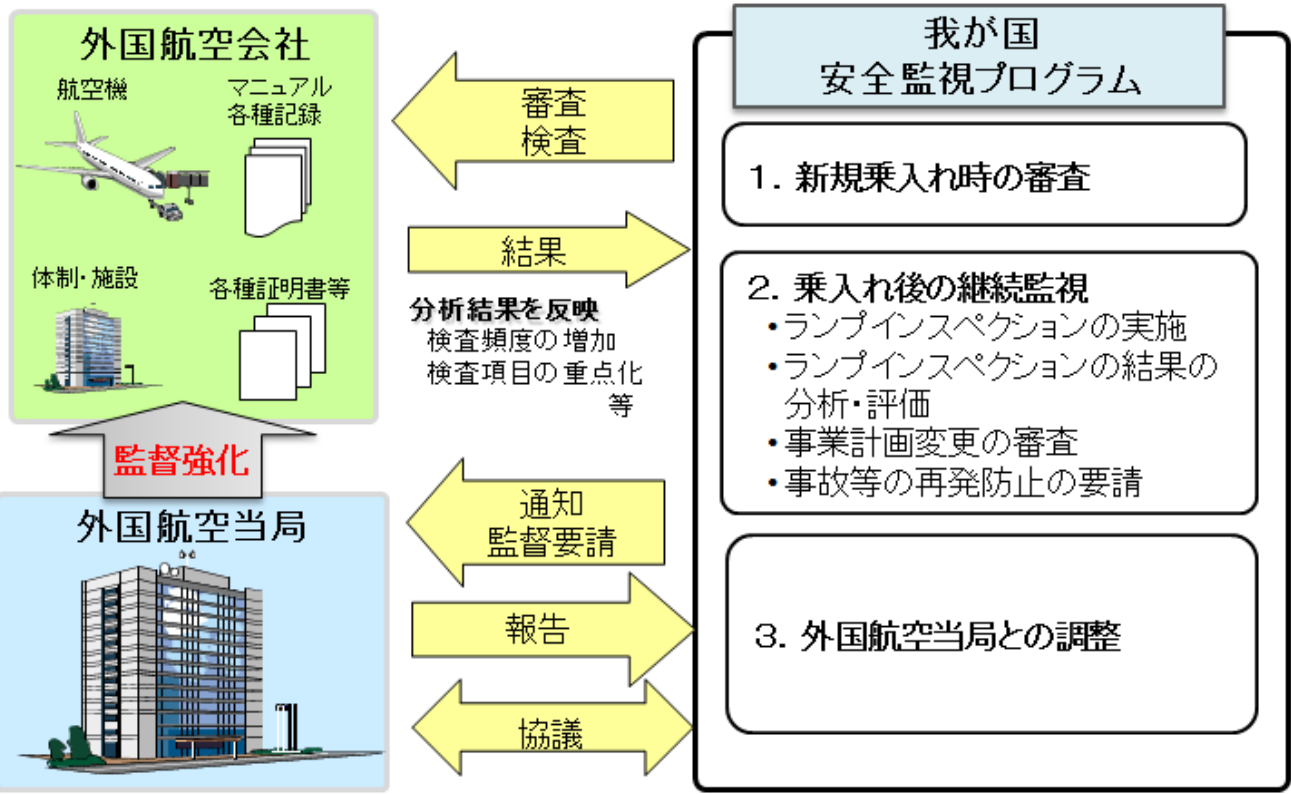 外国航空会社
航空機
マニュアル
各種記録
体制・施設
各種証明書等
監督強化
外国航空当局
審査
検査
結果
分析結果を反映
検査頻度の増加
検査項目の重点化
等
通知
監督要請
報告
協議
我が国
安全監視プログラム
1. 新規乗入れ時の審査
2. 乗入れ後の継続監視
・ランプインスペクションの実施
・ランプインスペクションの結果の
分析・評価
・事業計画変更の審査
・事故等の再発防止の要請
3. 外国航空当局との調整